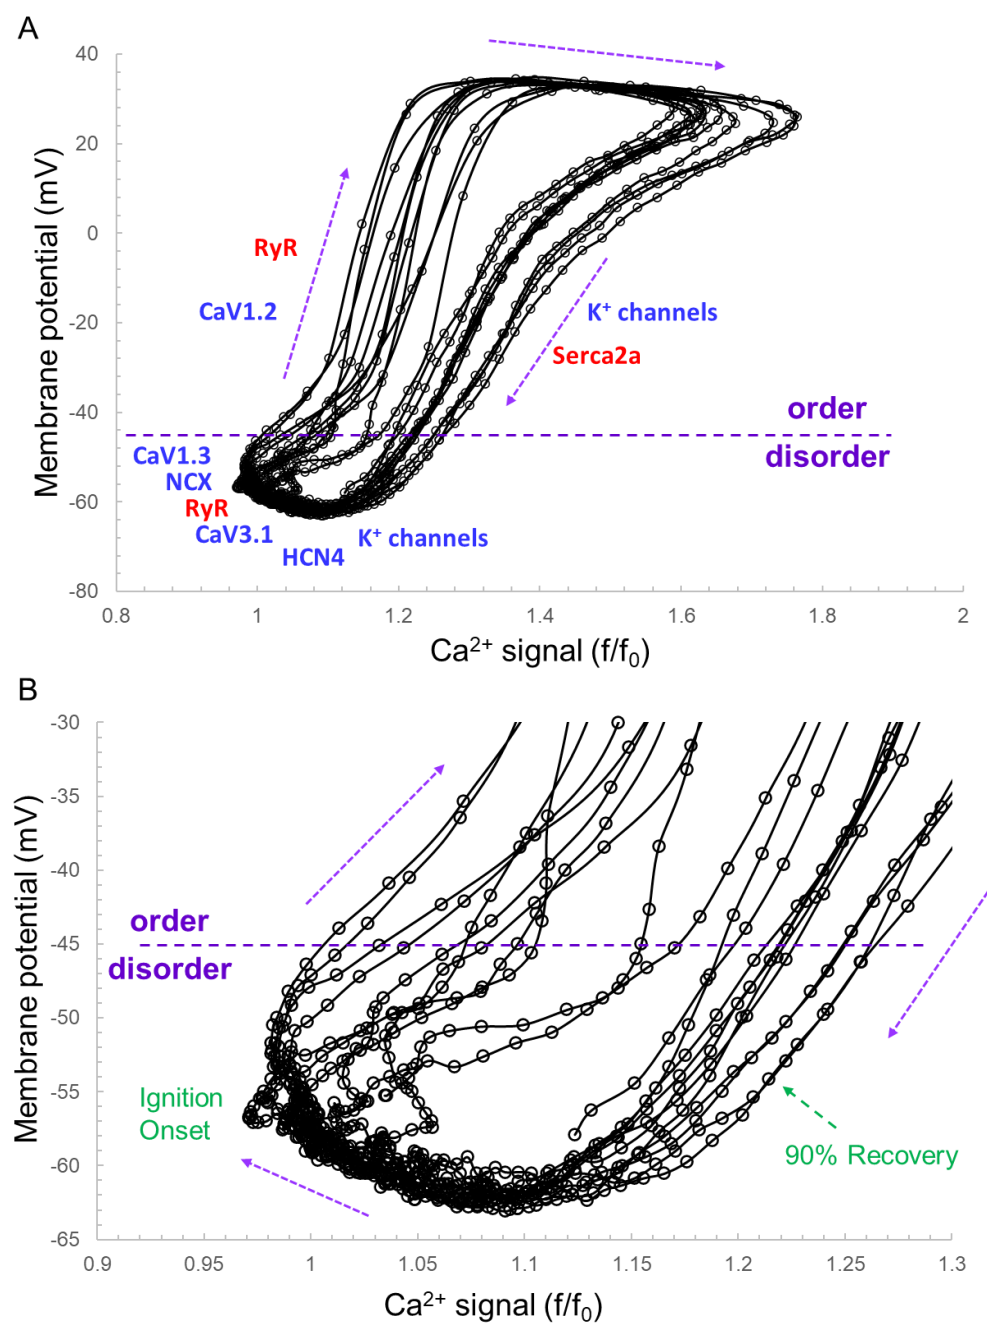 A
40
20
0
-20
-40
-60
-80
0.8
1
1.2
1.4
1.6
1.8
2
Membrane potential (mV)
Ca²⁺ signal (f/f₀)
RyR
CaV1.2
K⁺ channels
Serca2a
order
disorder
CaV1.3
NCX
RyR
CaV3.1
HCN4
K⁺ channels
B
-30
-35
-40
-45
-50
-55
-60
-65
0.9
0.95
1
1.05
1.1
1.15
1.2
1.25
1.3
Membrane potential (mV)
Ca²⁺ signal (f/f₀)
order
disorder
Ignition
Onset
90% Recovery